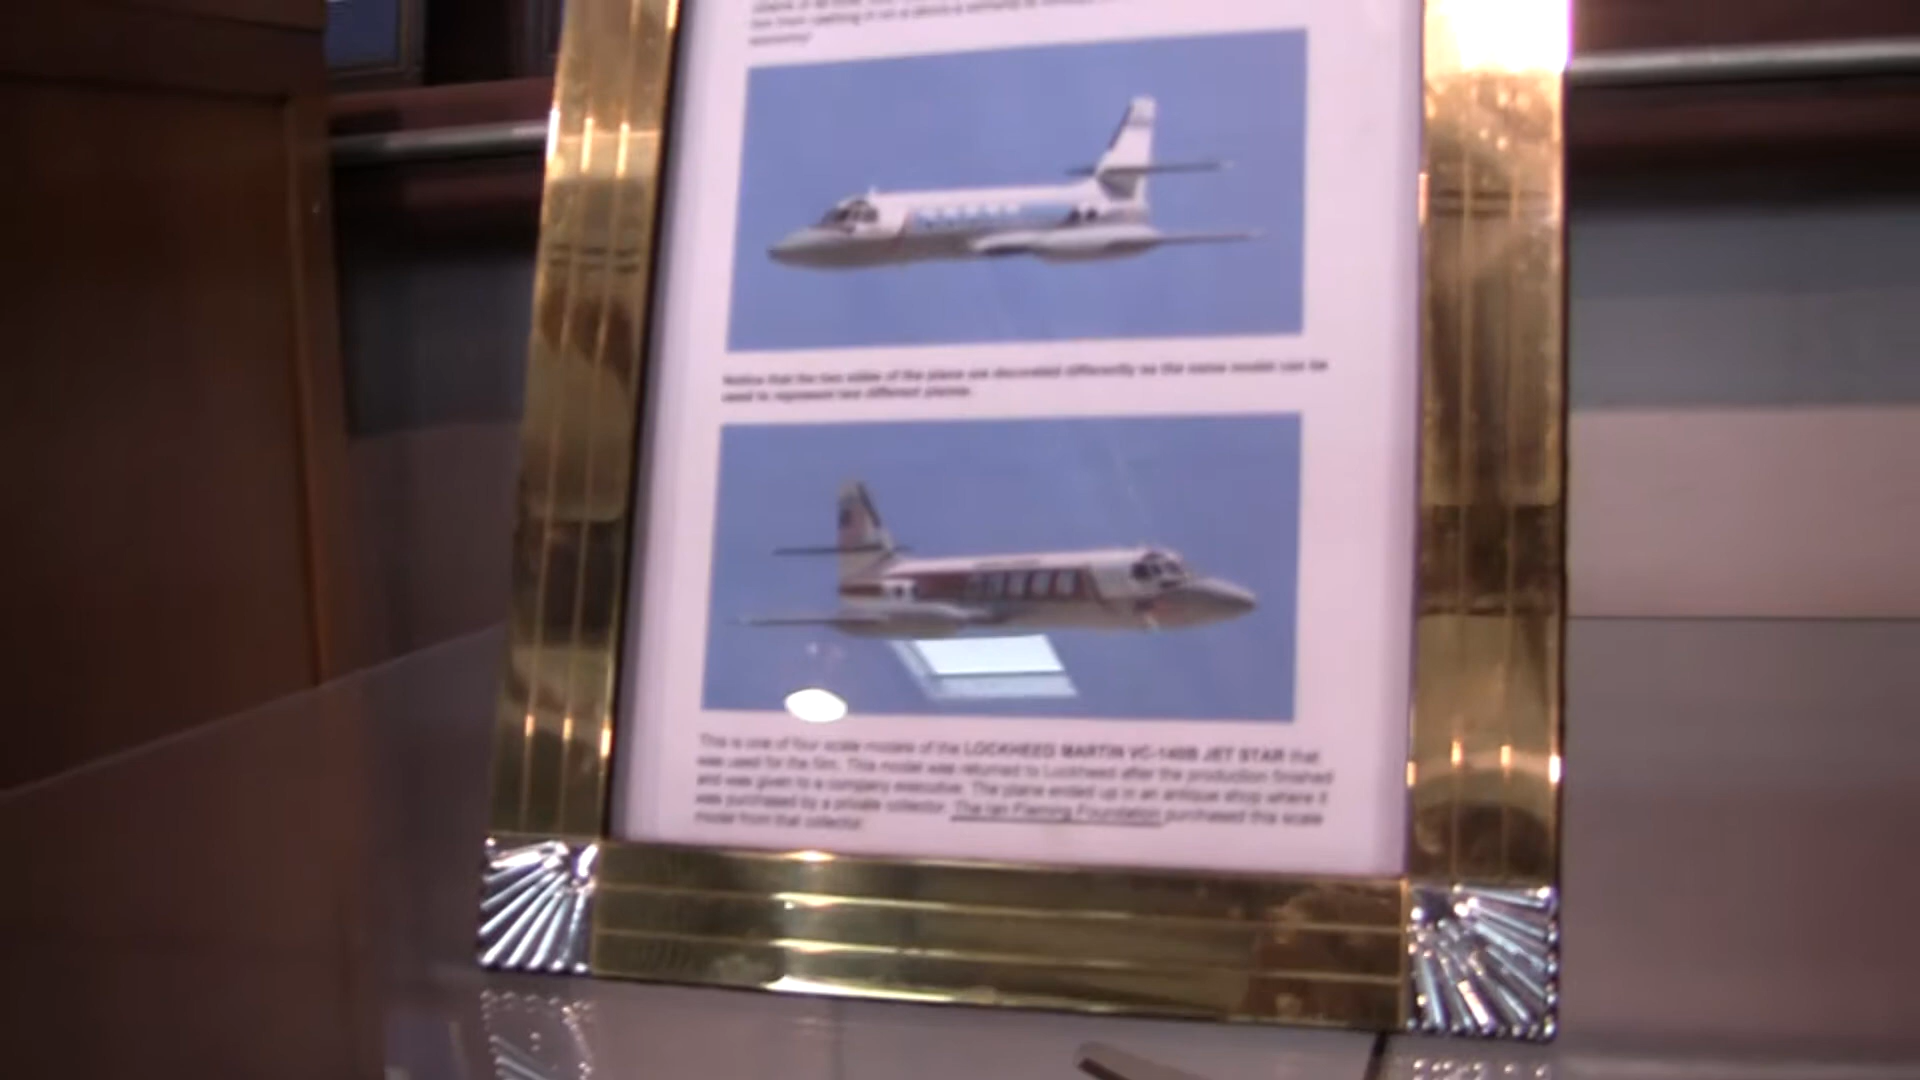 economy!
Notice that the two sides of the plane are decorated differently so the same model can be
used to represent two different planes.
This is one of four scale models of the LOCKHEED MARTIN VC-140B JET STAR that
was used for the film. This model was returned to Lockheed after the production finished
and was given to a company executive. The plane ended up in an antique shop where it
was purchased by a private collector. The Ian Fleming Foundation purchased this scale
model from that collector.